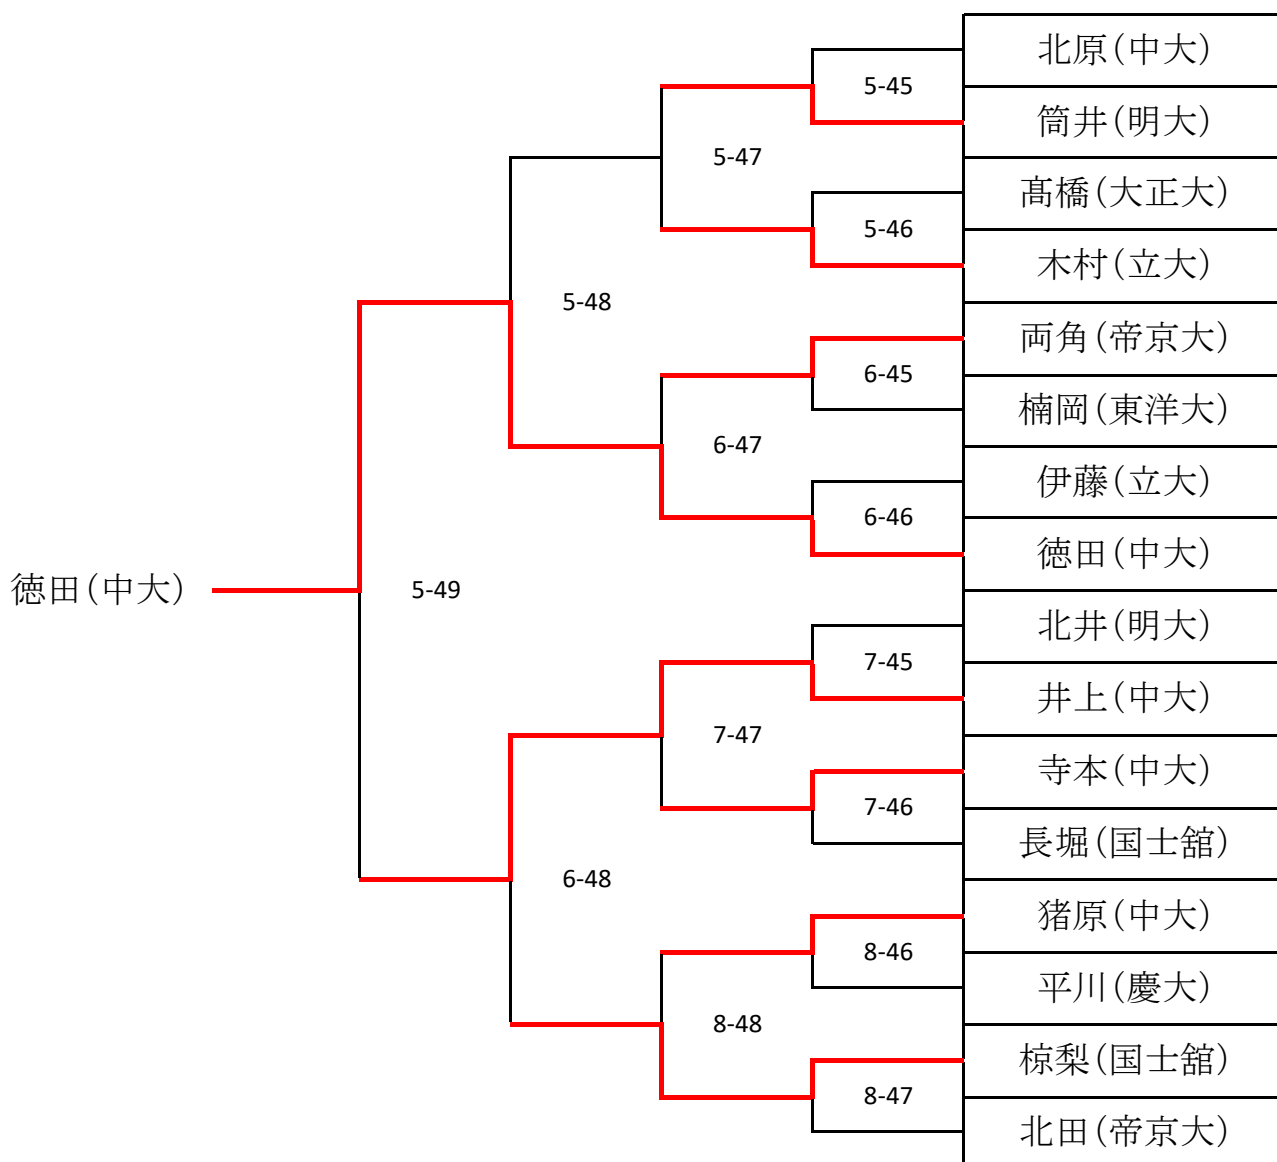 北原(中大)
5-45
筒井(明大)
5-47
髙橋(大正大)
5-46
木村(立大)
5-48
両角(帝京大)
6-45
楠岡(東洋大)
6-47
伊藤(立大)
6-46
徳田(中大)
徳田(中大)
5-49
北井(明大)
7-45
井上(中大)
7-47
寺本(中大)
7-46
長堀(国士舘)
6-48
猪原(中大)
8-46
平川(慶大)
8-48
椋梨(国士舘)
8-47
北田(帝京大)